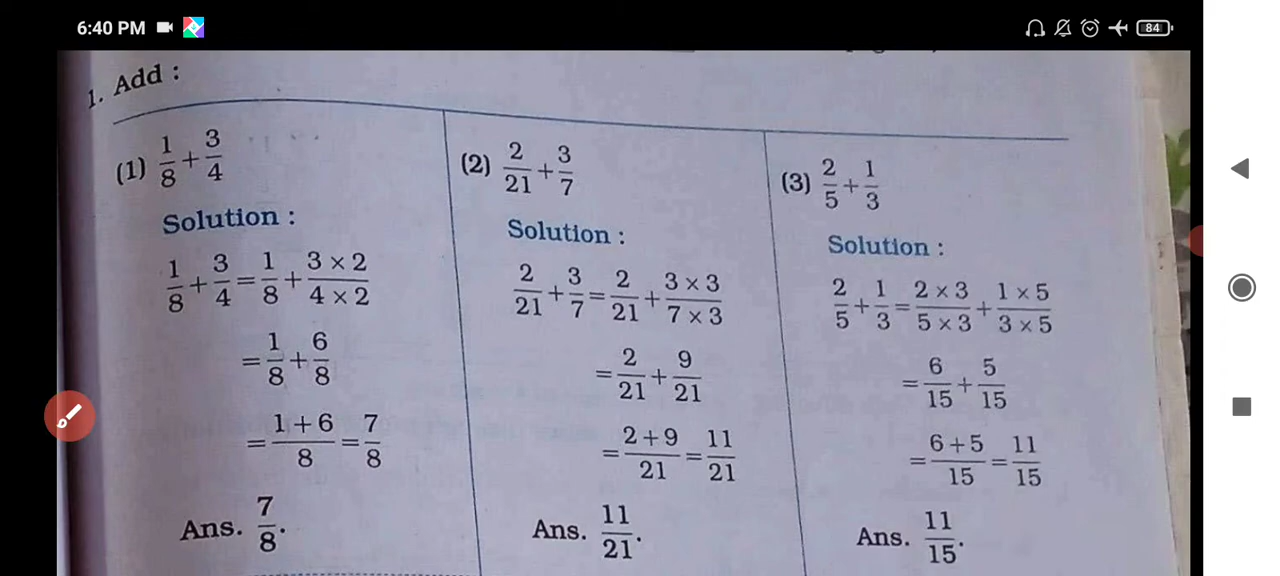 6:40 PM
84
1. Add :
(1) 1/8 + 3/4
Solution :
1/8 + 3/4 = 1/8 + (3 × 2)/(4 × 2)
= 1/8 + 6/8
= (1 + 6)/8 = 7/8
Ans. 7/8.
(2) 2/21 + 3/7
Solution :
2/21 + 3/7 = 2/21 + (3 × 3)/(7 × 3)
= 2/21 + 9/21
= (2 + 9)/21 = 11/21
Ans. 11/21.
(3) 2/5 + 1/3
Solution :
2/5 + 1/3 = (2 × 3)/(5 × 3) + (1 × 5)/(3 × 5)
= 6/15 + 5/15
= (6 + 5)/15 = 11/15
Ans. 11/15.